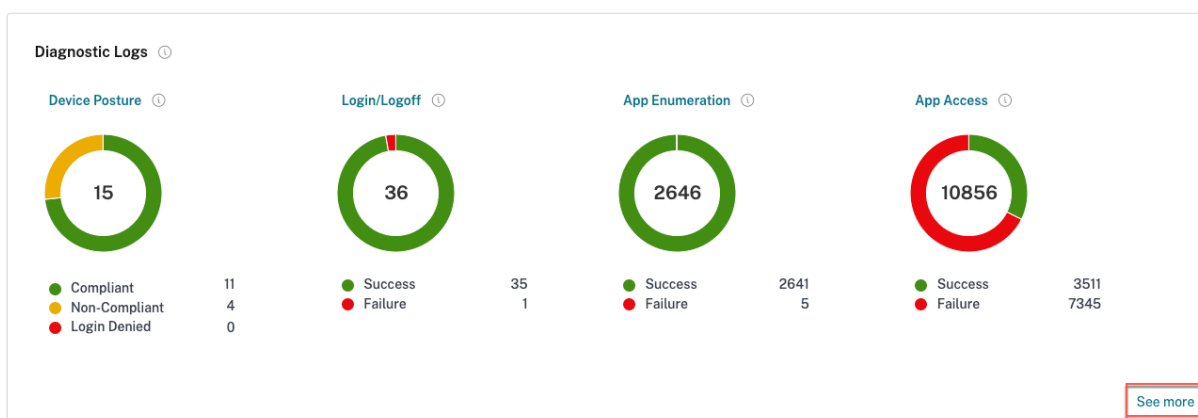 Diagnostic Logs
Device Posture
15
Compliant 11
Non-Compliant 4
Login Denied 0
Login/Logoff
36
Success 35
Failure 1
App Enumeration
2646
Success 2641
Failure 5
App Access
10856
Success 3511
Failure 7345
See more